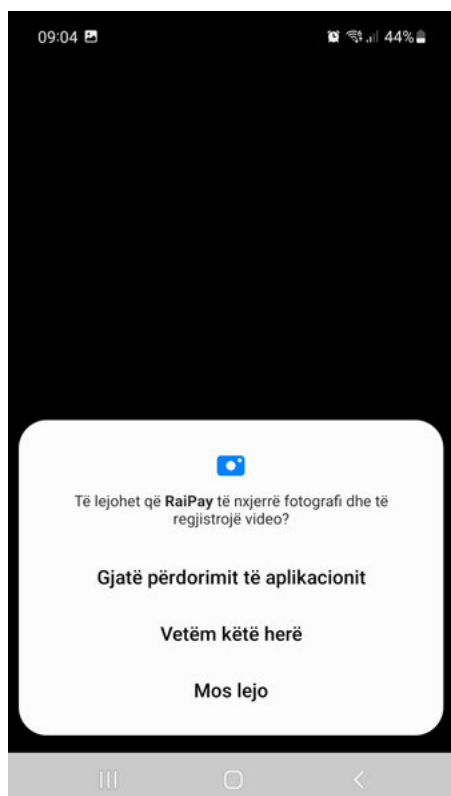 09:04
44%
Të lejohet që RaiPay të nxjerrë fotografi dhe të
regjistrojë video?
Gjatë përdorimit të aplikacionit
Vetëm këtë herë
Mos lejo